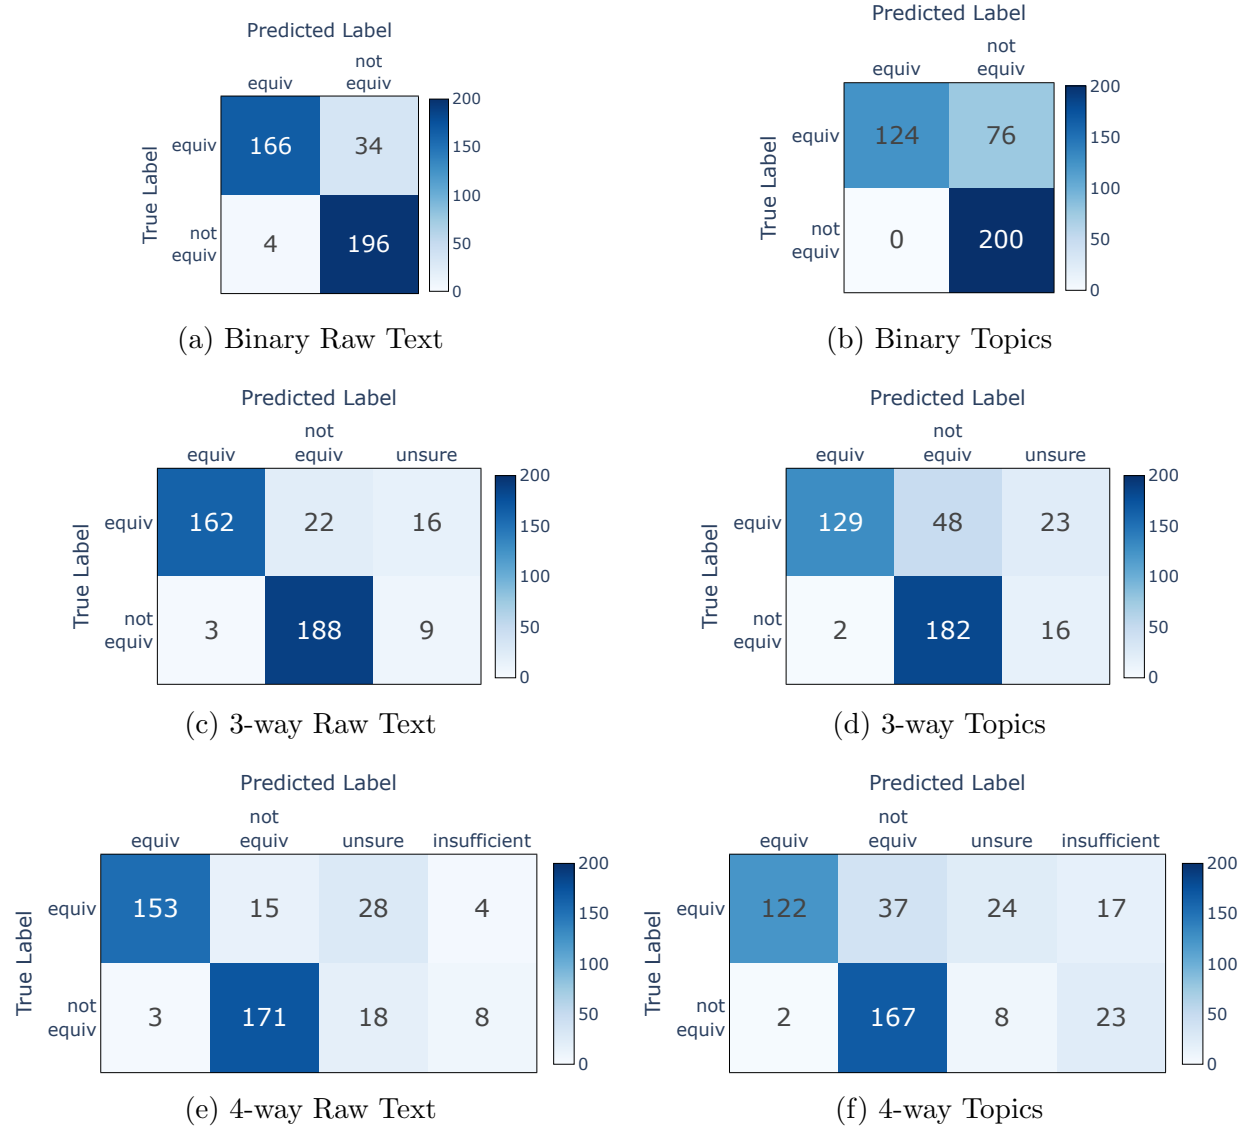 Predicted Label
equiv
not
equiv
True Label
equiv
166
34
not
equiv
4
196
200
150
100
50
0
(a) Binary Raw Text
Predicted Label
equiv
not
equiv
True Label
equiv
124
76
not
equiv
0
200
200
150
100
50
0
(b) Binary Topics
Predicted Label
equiv
not
equiv
unsure
True Label
equiv
162
22
16
not
equiv
3
188
9
200
150
100
50
0
(c) 3-way Raw Text
Predicted Label
equiv
not
equiv
unsure
True Label
equiv
129
48
23
not
equiv
2
182
16
200
150
100
50
0
(d) 3-way Topics
Predicted Label
equiv
not
equiv
unsure
insufficient
True Label
equiv
153
15
28
4
not
equiv
3
171
18
8
200
150
100
50
0
(e) 4-way Raw Text
Predicted Label
equiv
not
equiv
unsure
insufficient
True Label
equiv
122
37
24
17
not
equiv
2
167
8
23
200
150
100
50
0
(f) 4-way Topics